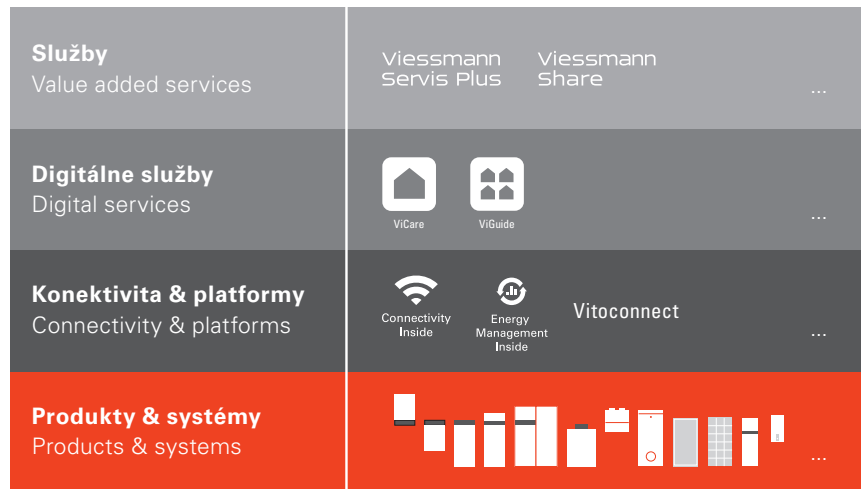 Služby
Value added services
Viessmann
Servis Plus
Viessmann
Share
...
Digitálne služby
Digital services
ViCare
ViGuide
...
Konektivita & platformy
Connectivity & platforms
Connectivity
Inside
Energy
Management
Inside
Vitoconnect
...
Produkty & systémy
Products & systems
...